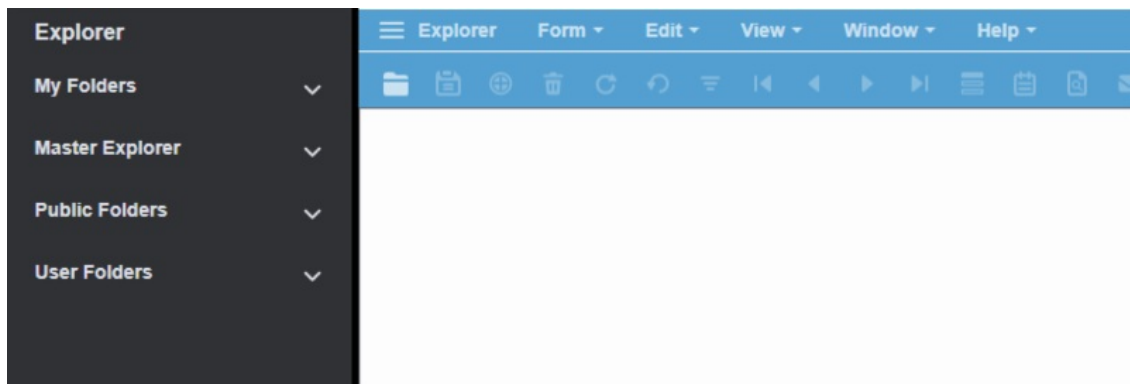 Explorer
My Folders
Master Explorer
Public Folders
User Folders
Explorer Form Edit View Window Help